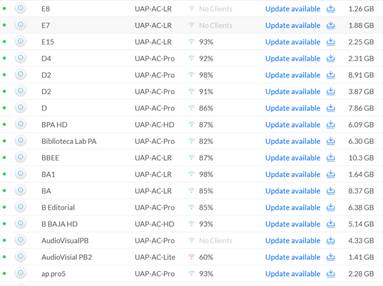 E8 UAP-AC-LR No Clients Update available 1.26 GB
E7 UAP-AC-LR No Clients Update available 1.88 GB
E15 UAP-AC-LR 93% Update available 2.25 GB
D4 UAP-AC-Pro 92% Update available 2.31 GB
D2 UAP-AC-Pro 98% Update available 8.91 GB
D2 UAP-AC-Pro 91% Update available 3.87 GB
D UAP-AC-Pro 86% Update available 7.86 GB
BPA HD UAP-AC-HD 87% Update available 6.09 GB
Biblioteca Lab PA UAP-AC-Pro 82% Update available 6.30 GB
BBEE UAP-AC-LR 87% Update available 10.3 GB
BA1 UAP-AC-LR 98% Update available 1.64 GB
BA UAP-AC-LR 85% Update available 8.37 GB
B Editorial UAP-AC-Pro 85% Update available 6.38 GB
B BAJA HD UAP-AC-HD 93% Update available 5.14 GB
AudioVisualPB UAP-AC-Pro No Clients Update available 4.33 GB
AudioVisial PB2 UAP-AC-Lite 60% Update available 1.41 GB
ap pro5 UAP-AC-Pro 93% Update available 2.28 GB